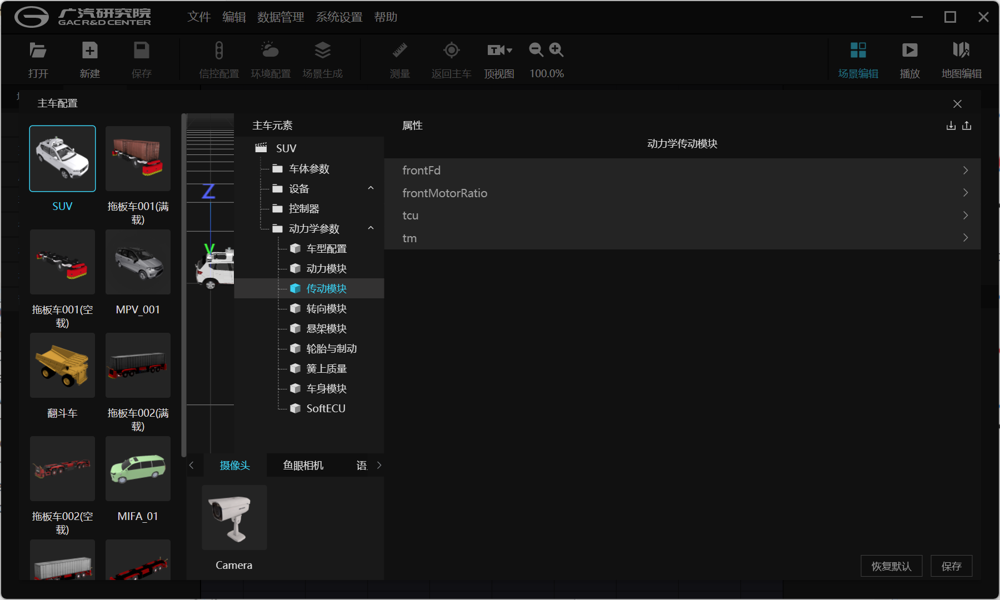 广汽研究院
GAC R&D CENTER
文件 编辑 数据管理 系统设置 帮助
打开 新建 保存 信控配置 环境配置 场景生成 测量 返回主车 顶视图 100.0% 场景编辑 播放 地图编辑
主车配置
SUV
拖板车001(满
载)
拖板车001(空
载)
MPV_001
翻斗车
拖板车002(满
载)
拖板车002(空
载)
MIFA_01
Z
Y
主车元素
SUV
车体参数
设备
控制器
动力学参数
车型配置
动力模块
传动模块
转向模块
悬架模块
轮胎与制动
簧上质量
车身模块
SoftECU
摄像头 鱼眼相机 语
Camera
属性
动力学传动模块
frontFd
frontMotorRatio
tcu
tm
恢复默认 保存